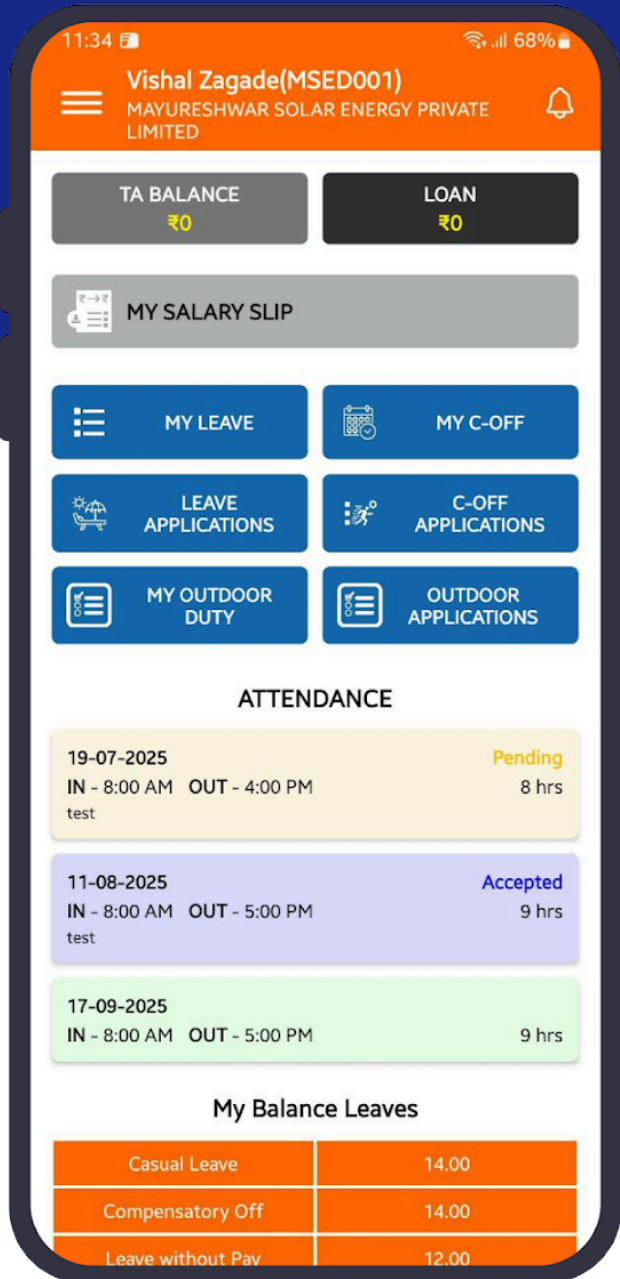 11:34
68%
Vishal Zagade(MSED001)
MAYURESHWAR SOLAR ENERGY PRIVATE
LIMITED
TA BALANCE
₹0
LOAN
₹0
MY SALARY SLIP
MY LEAVE
MY C-OFF
LEAVE
APPLICATIONS
C-OFF
APPLICATIONS
MY OUTDOOR
DUTY
OUTDOOR
APPLICATIONS
ATTENDANCE
19-07-2025 Pending
IN - 8:00 AM OUT - 4:00 PM 8 hrs
test
11-08-2025 Accepted
IN - 8:00 AM OUT - 5:00 PM 9 hrs
test
17-09-2025
IN - 8:00 AM OUT - 5:00 PM 9 hrs
My Balance Leaves
Casual Leave 14.00
Compensatory Off 14.00
Leave without Pay 12.00